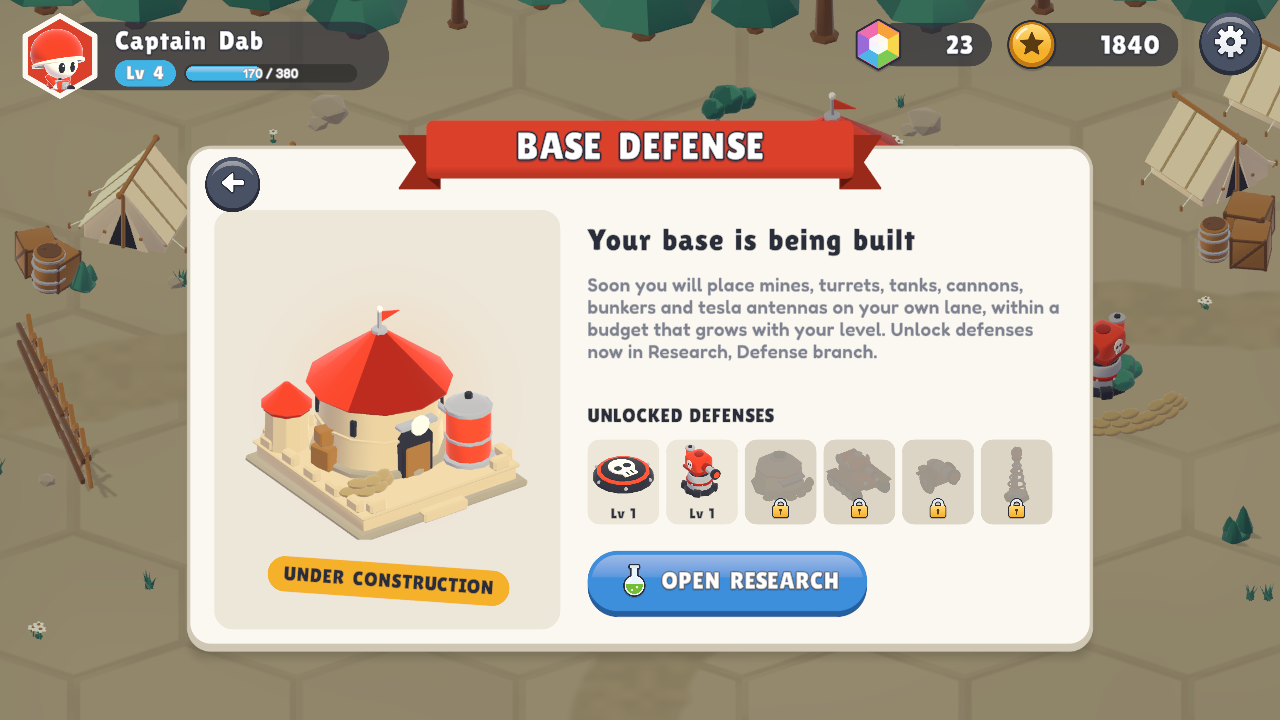 Captain Dab
Lv 4
170 / 380
23
1840
BASE DEFENSE
Your base is being built
Soon you will place mines, turrets, tanks, cannons,
bunkers and tesla antennas on your own lane, within a
budget that grows with your level. Unlock defenses
now in Research, Defense branch.
UNLOCKED DEFENSES
Lv 1
Lv 1
UNDER CONSTRUCTION
OPEN RESEARCH